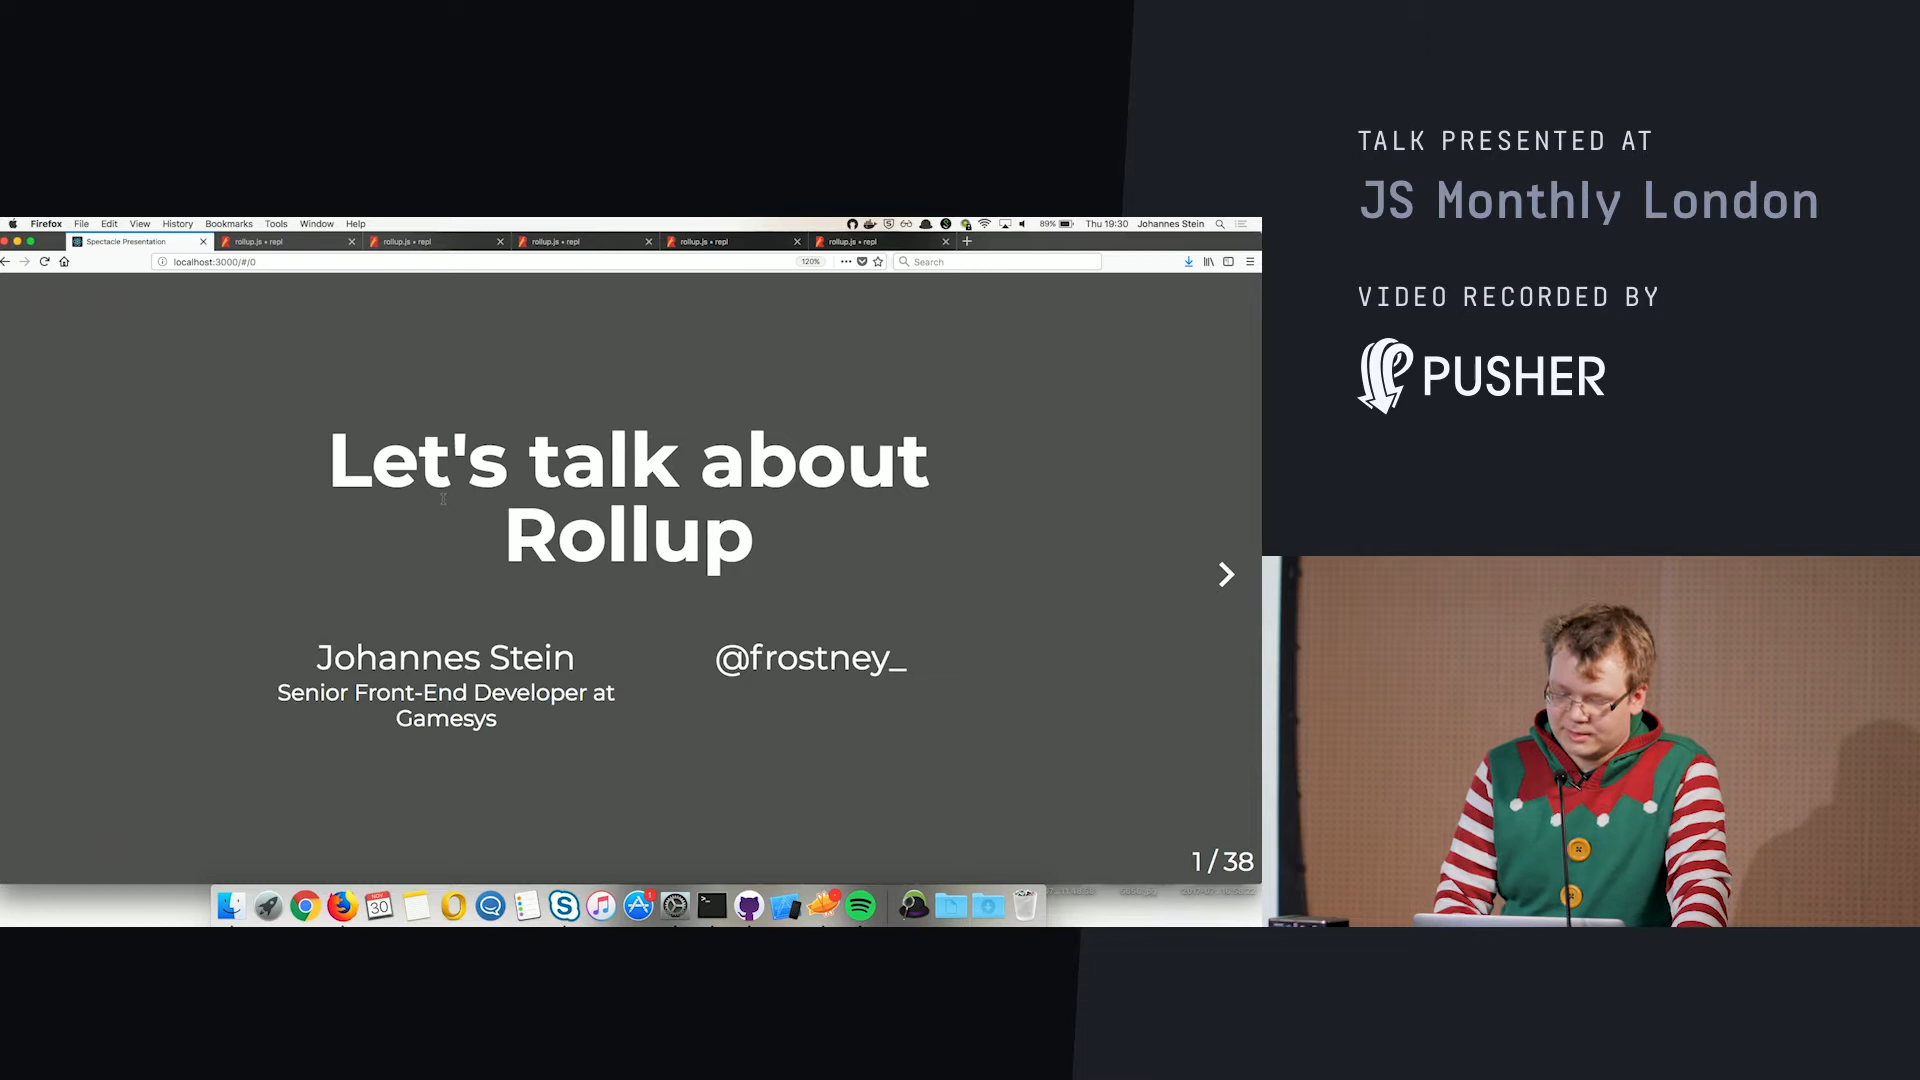 TALK PRESENTED AT
JS Monthly London
VIDEO RECORDED BY
PUSHER
Firefox File Edit View History Bookmarks Tools Window Help
89% Thu 19:30 Johannes Stein
Spectacle Presentation
rollup.js • repl
rollup.js • repl
rollup.js • repl
rollup.js • repl
rollup.js • repl
localhost:3000/#/0
120%
Search
Let's talk about
Rollup
Johannes Stein
@frostney_
Senior Front-End Developer at
Gamesys
1 / 38
NOV
30